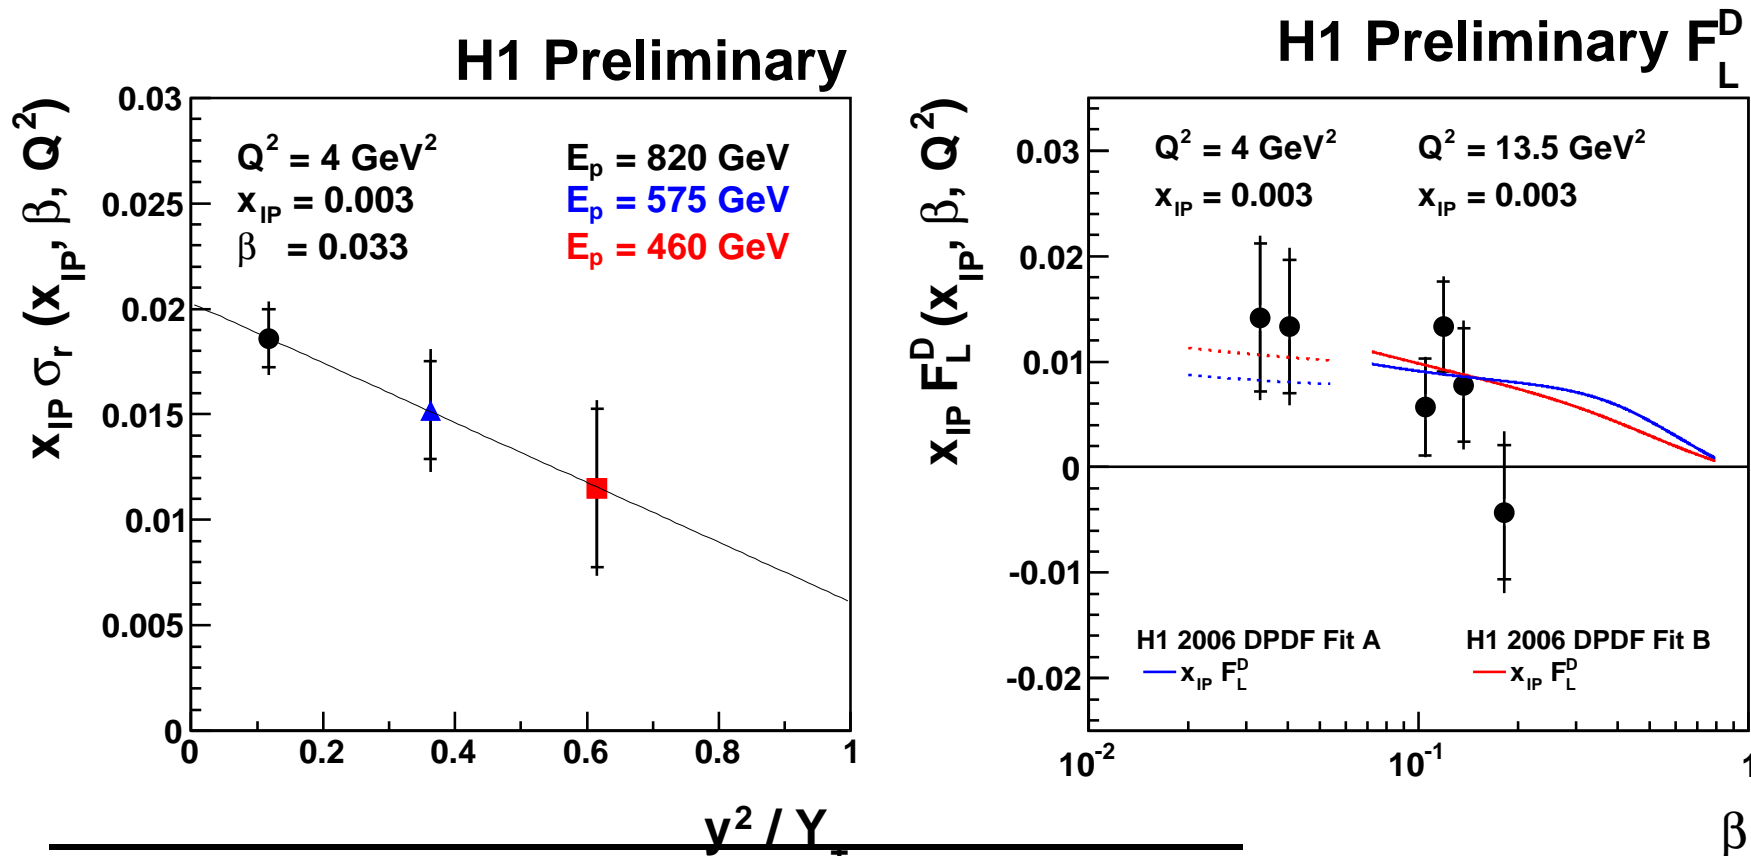 H1 Preliminary
x_IP σ_r (x_IP, β, Q²)
0.03
0.025
0.02
0.015
0.01
0.005
0
Q² = 4 GeV²
x_IP = 0.003
β = 0.033
E_p = 820 GeV
E_p = 575 GeV
E_p = 460 GeV
0 0.2 0.4 0.6 0.8 1
y² / Y₊
H1 Preliminary F_L^D
x_IP F_L^D (x_IP, β, Q²)
0.03
0.02
0.01
0
-0.01
-0.02
Q² = 4 GeV²
x_IP = 0.003
Q² = 13.5 GeV²
x_IP = 0.003
H1 2006 DPDF Fit A
x_IP F_L^D
H1 2006 DPDF Fit B
x_IP F_L^D
10⁻² 10⁻¹ 1
β